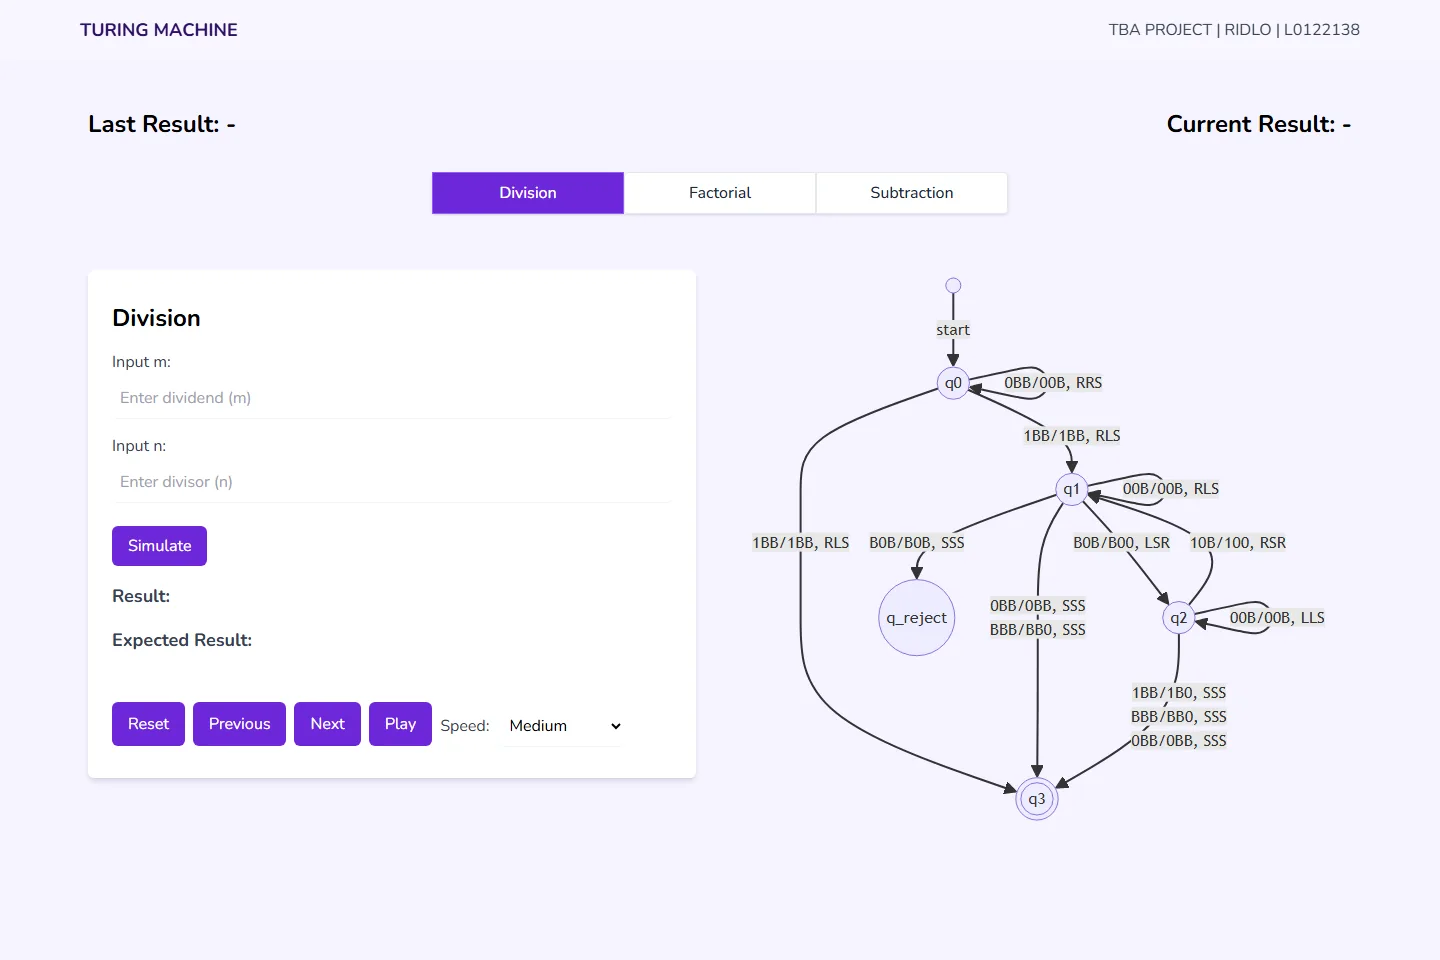 TURING MACHINE
TBA PROJECT | RIDLO | L0122138
Last Result: -
Current Result: -
Division
Factorial
Subtraction
Division
Input m:
Enter dividend (m)
Input n:
Enter divisor (n)
Simulate
Result:
Expected Result:
Reset
Previous
Next
Play
Speed:
Medium
start
q0
0BB/00B, RRS
1BB/1BB, RLS
q1
00B/00B, RLS
1BB/1BB, RLS
B0B/B0B, SSS
B0B/B00, LSR
10B/100, RSR
0BB/0BB, SSS
BBB/BB0, SSS
q_reject
q2
00B/00B, LLS
1BB/1B0, SSS
BBB/BB0, SSS
0BB/0BB, SSS
q3